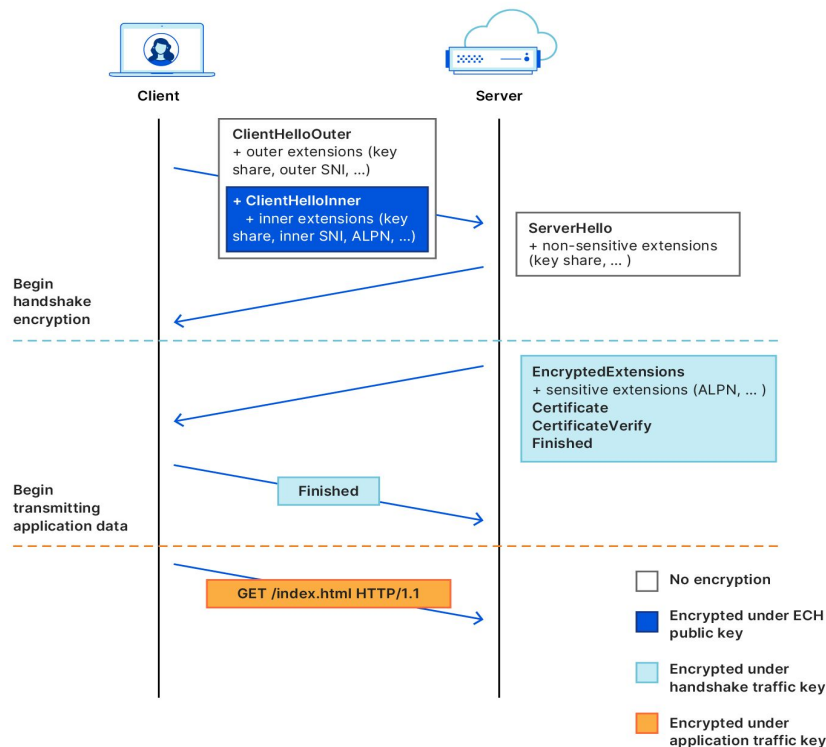 Client
Server
ClientHelloOuter
+ outer extensions (key
share, outer SNI, ...)
+ ClientHelloInner
+ inner extensions (key
share, inner SNI, ALPN, ...)
ServerHello
+ non-sensitive extensions
(key share, ... )
Begin
handshake
encryption
EncryptedExtensions
+ sensitive extensions (ALPN, ... )
Certificate
CertificateVerify
Finished
Finished
Begin
transmitting
application data
GET /index.html HTTP/1.1
No encryption
Encrypted under ECH
public key
Encrypted under
handshake traffic key
Encrypted under
application traffic key